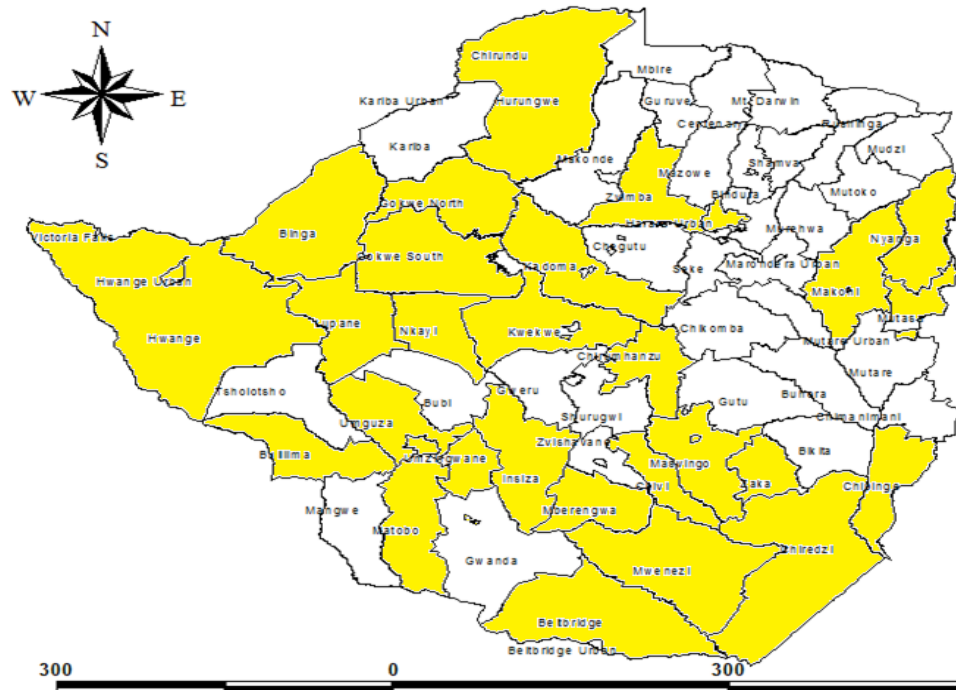 N
Chirundu
Mbire
W
E
Kariba Urban
Hurungwe
Guruve
Mt. Darwin
Centenary
Rushinga
S
Kariba
Makonde
Shamva
Mudzi
Mazowe
Zvimba
Bindura
Mutoko
Gokwe North
Harare Urban
Murehwa
Victoria Falls
Binga
Chegutu
Nyanga
Gokwe South
Kadoma
Seke
Marondera Urban
Hwange Urban
Makoni
Lupane
Nkayi
Kwekwe
Chikomba
Mutasa
Hwange
Chirumhanzu
Mutare Urban
Mutare
Tsholotsho
Gweru
Bubi
Gutu
Buhera
Umguza
Shurugwi
Chimanimani
Zvishavane
Bikita
Bulilima
Umzingwane
Masvingo
Insiza
Chivi
Zaka
Chipinge
Mangwe
Matobo
Mberengwa
Gwanda
Chiredzi
Mwenezi
Beitbridge
Beitbridge Urban
300 0 300